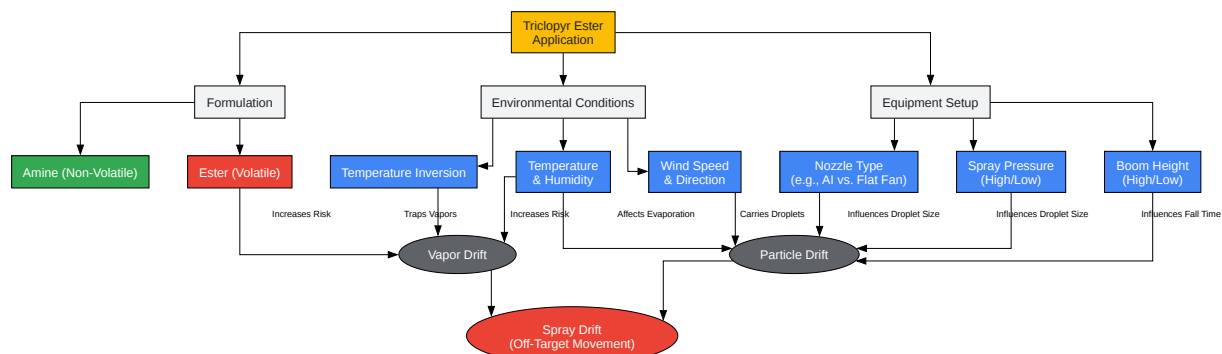 Triclopyr Ester
Application
Formulation
Environmental Conditions
Equipment Setup
Amine (Non-Volatile)
Ester (Volatile)
Temperature Inversion
Temperature
& Humidity
Wind Speed
& Direction
Nozzle Type
(e.g., AI vs. Flat Fan)
Spray Pressure
(High/Low)
Boom Height
(High/Low)
Increases Risk
Traps Vapors
Increases Risk
Affects Evaporation
Carries Droplets
Influences Droplet Size
Influences Droplet Size
Influences Fall Time
Vapor Drift
Particle Drift
Spray Drift
(Off-Target Movement)